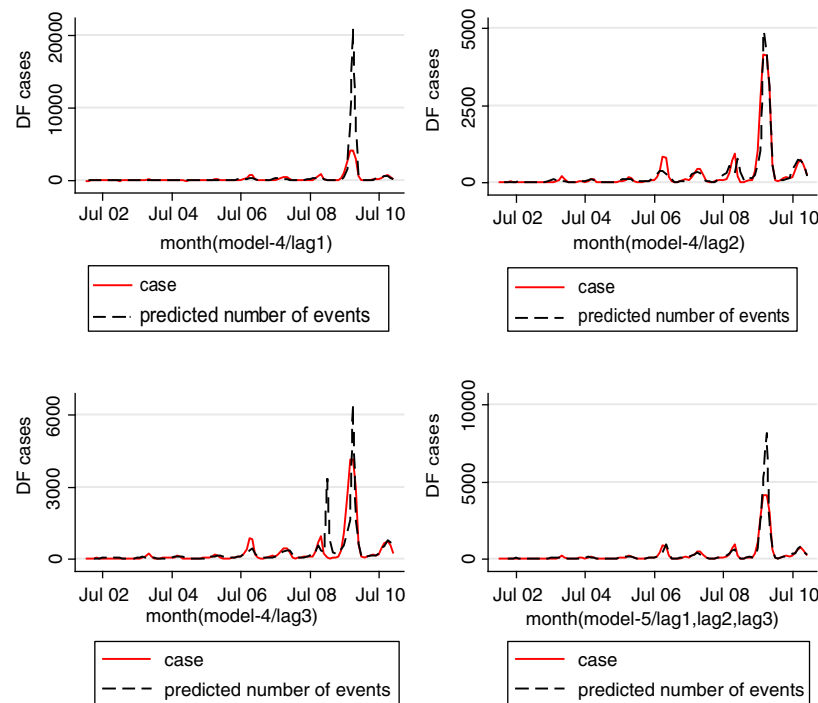 DF cases
20000
10000
0
Jul 02 Jul 04 Jul 06 Jul 08 Jul 10
month(model-4/lag1)
case
predicted number of events
DF cases
5000
2500
0
Jul 02 Jul 04 Jul 06 Jul 08 Jul 10
month(model-4/lag2)
case
predicted number of events
DF cases
6000
3000
0
Jul 02 Jul 04 Jul 06 Jul 08 Jul 10
month(model-4/lag3)
case
predicted number of events
DF cases
10000
5000
0
Jul 02 Jul 04 Jul 06 Jul 08 Jul 10
month(model-5/lag1,lag2,lag3)
case
predicted number of events